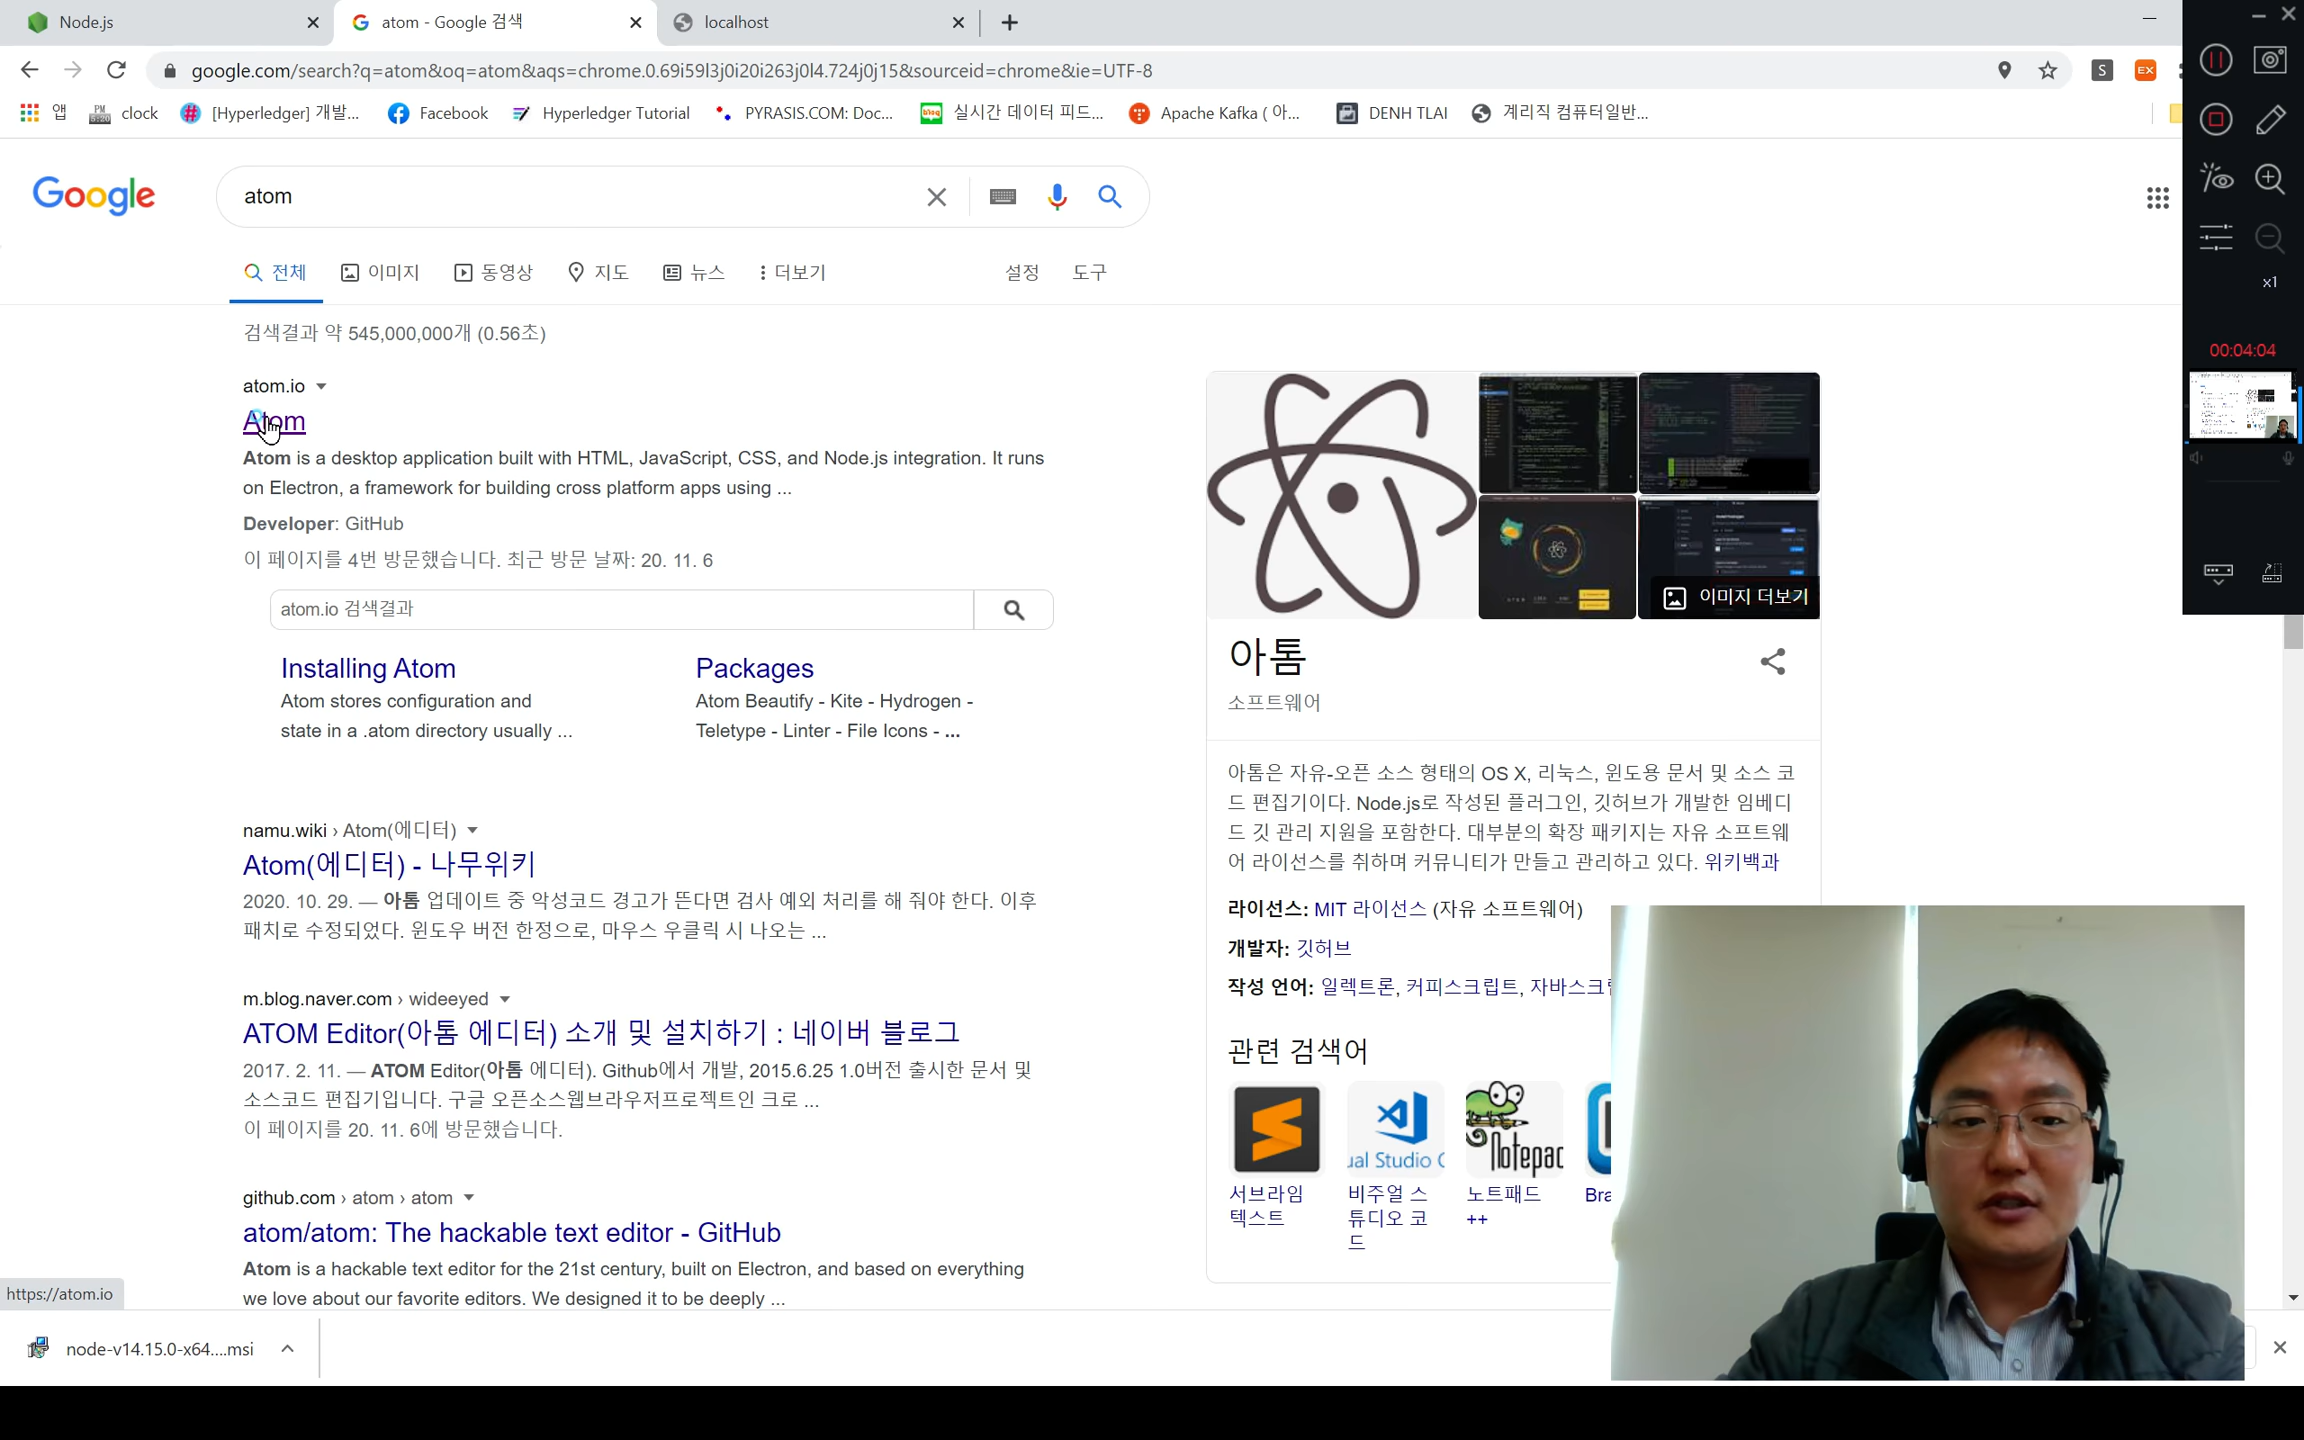 Node.js
atom - Google 검색
localhost
google.com/search?q=atom&oq=atom&aqs=chrome.0.69i59l3j0i20i263j0l4.724j0j15&sourceid=chrome&ie=UTF-8
S
EX
앱
PM 5:20
clock
[Hyperledger] 개발...
Facebook
Hyperledger Tutorial
PYRASIS.COM: Doc...
blog
실시간 데이터 피드...
Apache Kafka ( 아...
DENH TLAI
계리직 컴퓨터일반...
Google
atom
전체
이미지
동영상
지도
뉴스
더보기
설정
도구
x1
00:04:04
검색결과 약 545,000,000개 (0.56초)
atom.io
Atom
Atom is a desktop application built with HTML, JavaScript, CSS, and Node.js integration. It runs
on Electron, a framework for building cross platform apps using ...
Developer: GitHub
이 페이지를 4번 방문했습니다. 최근 방문 날짜: 20. 11. 6
atom.io 검색결과
Installing Atom
Atom stores configuration and
state in a .atom directory usually ...
Packages
Atom Beautify - Kite - Hydrogen -
Teletype - Linter - File Icons - ...
namu.wiki › Atom(에디터)
Atom(에디터) - 나무위키
2020. 10. 29. — 아톰 업데이트 중 악성코드 경고가 뜬다면 검사 예외 처리를 해 줘야 한다. 이후
패치로 수정되었다. 윈도우 버전 한정으로, 마우스 우클릭 시 나오는 ...
m.blog.naver.com › wideeyed
ATOM Editor(아톰 에디터) 소개 및 설치하기 : 네이버 블로그
2017. 2. 11. — ATOM Editor(아톰 에디터). Github에서 개발, 2015.6.25 1.0버전 출시한 문서 및
소스코드 편집기입니다. 구글 오픈소스웹브라우저프로젝트인 크로 ...
이 페이지를 20. 11. 6에 방문했습니다.
github.com › atom › atom
atom/atom: The hackable text editor - GitHub
Atom is a hackable text editor for the 21st century, built on Electron, and based on everything
we love about our favorite editors. We designed it to be deeply ...
이미지 더보기
아톰
소프트웨어
아톰은 자유-오픈 소스 형태의 OS X, 리눅스, 윈도용 문서 및 소스 코
드 편집기이다. Node.js로 작성된 플러그인, 깃허브가 개발한 임베디
드 깃 관리 지원을 포함한다. 대부분의 확장 패키지는 자유 소프트웨
어 라이선스를 취하며 커뮤니티가 만들고 관리하고 있다. 위키백과
라이선스: MIT 라이선스 (자유 소프트웨어)
개발자: 깃허브
작성 언어: 일렉트론, 커피스크립트, 자바스크
관련 검색어
ual Studio C
Notepac
서브라임
텍스트
비주얼 스
튜디오 코
드
노트패드
++
Bra
https://atom.io
node-v14.15.0-x64....msi